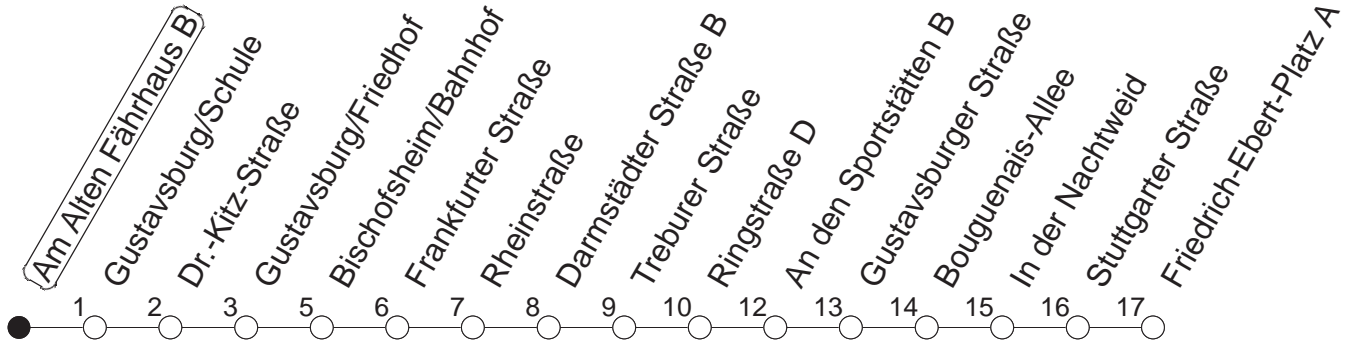 Am Alten Fährhaus B
Gustavsburg/Schule
Dr.-Kitz-Straße
Gustavsburg/Friedhof
Bischofsheim/Bahnhof
Frankfurter Straße
Rheinstraße
Darmstädter Straße B
Treburer Straße
Ringstraße D
An den Sportstätten B
Gustavsburger Straße
Bouguenais-Allee
In der Nachtweid
Stuttgarter Straße
Friedrich-Ebert-Platz A
1 2 3 5 6 7 8 9 10 12 13 14 15 16 17